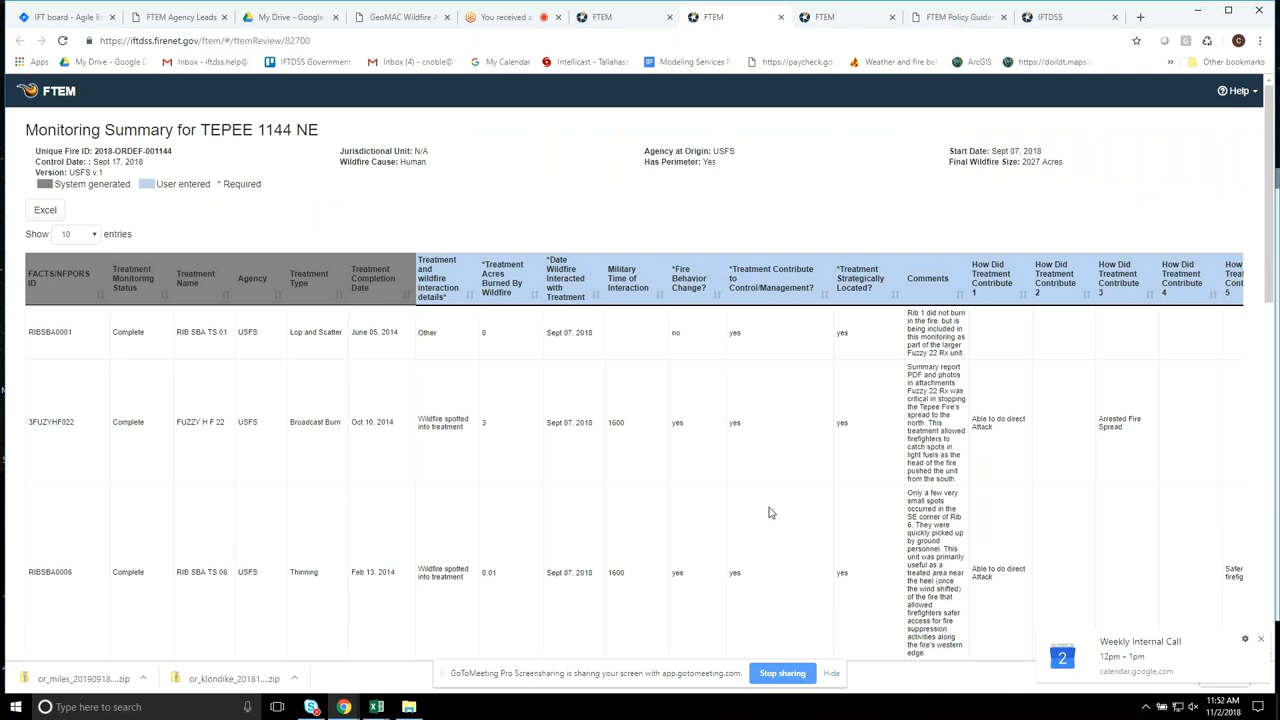 IFT board - Agile Bo
FTEM Agency Leads
My Drive - Google D
GeoMAC Wildfire A
You received a
FTEM
FTEM
FTEM
FTEM Policy Guidan
IFTDSS
https://iftdss.firenet.gov/ftem/#/ftemReview/82700
Apps
My Drive - Google D
Inbox - iftdss.help@
IFTDSS Government
Inbox (4) - cnoble@
My Calendar
Intellicast - Tallahass
Modeling Services F
https://paycheck.gd
Weather and fire be
ArcGIS
https://doildt.maps.a
Other bookmarks
FTEM
Help
Monitoring Summary for TEPEE 1144 NE
Unique Fire ID: 2018-ORDEF-001144
Jurisdictional Unit: N/A
Agency at Origin: USFS
Start Date: Sept 07, 2018
Control Date: : Sept 17, 2018
Wildfire Cause: Human
Has Perimeter: Yes
Final Wildfire Size: 2027 Acres
Version: USFS v.1
System generated
User entered
* Required
Excel
Show 10 entries
FACTS/NFPORS
ID
Treatment
Monitoring
Status
Treatment
Name
Agency
Treatment
Type
Treatment
Completion
Date
Treatment
and
wildfire
interaction
details*
*Treatment
Acres
Burned By
Wildfire
*Date
Wildfire
Interacted
with
Treatment
Military
Time of
Interaction
*Fire
Behavior
Change?
*Treatment Contribute
to
Control/Management?
*Treatment
Strategically
Located?
Comments
How Did
Treatment
Contribute
1
How Did
Treatment
Contribute
2
How Did
Treatment
Contribute
3
How Did
Treatment
Contribute
4
How
Treat
Cont
5
RIBSBA0001
Complete
RIB SBA TS 01
USFS
Lop and Scatter
June 05, 2014
Other
0
Sept 07, 2018
no
yes
yes
Rib 1 did not burn
in the fire, but is
being included in
this monitoring as
part of the larger
Fuzzy 22 Rx unit.
3FUZYHF022
Complete
FUZZY H F 22
USFS
Broadcast Burn
Oct 10, 2014
Wildfire spotted
into treatment
3
Sept 07, 2018
1600
yes
yes
yes
Summary report
PDF and photos
in attachments
Fuzzy 22 Rx was
critical in stopping
the Tepee Fire's
spread to the
north. This
treatment allowed
firefighters to
catch spots in
light fuels as the
head of the fire
pushed the unit
from the south.
Able to do direct
Attack
Arrested Fire
Spread
RIBSBA0006
Complete
RIB SBA TS 06
USFS
Thinning
Feb 13, 2014
Wildfire spotted
into treatment
0.01
Sept 07, 2018
1600
yes
yes
yes
Only a few very
small spots
occurred in the
SE corner of Rib
6. They were
quickly picked up
by ground
personnel. This
unit was primarily
useful as a
treated area near
the heel (once
the wind shifted)
of the fire that
allowed
firefighters safer
access for fire
suppression
activities along
the fire's western
edge.
Able to do direct
Attack
Safer
firefig
Weekly Internal Call
12pm – 1pm
calendar.google.com
2
GoToMeeting Pro Screensharing is sharing your screen with app.gotomeeting.com.
Stop sharing
Hide
or_mills_20190918....zip
or_klondike_20181....zip
Type here to search
11:52 AM
11/2/2018